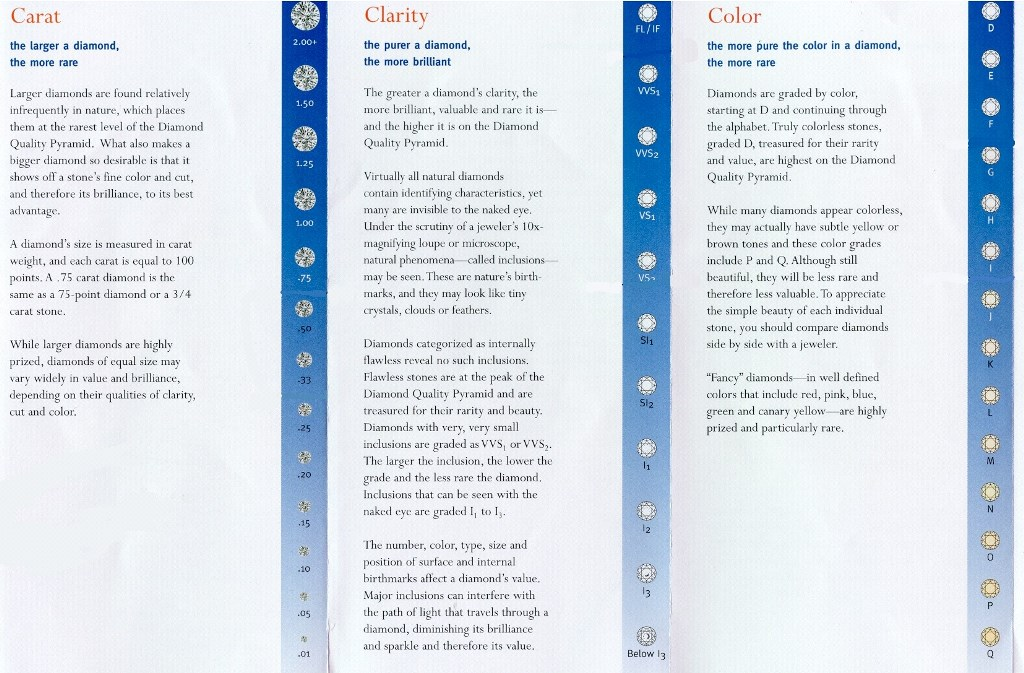 Carat
the larger a diamond,
the more rare
Larger diamonds are found relatively
infrequently in nature, which places
them at the rarest level of the Diamond
Quality Pyramid. What also makes a
bigger diamond so desirable is that it
shows off a stone's fine color and cut,
and therefore its brilliance, to its best
advantage.
A diamond's size is measured in carat
weight, and each carat is equal to 100
points. A .75 carat diamond is the
same as a 75-point diamond or a 3/4
carat stone.
While larger diamonds are highly
prized, diamonds of equal size may
vary widely in value and brilliance,
depending on their qualities of clarity,
cut and color.
2.00+
1.50
1.25
1.00
.75
.50
.33
.25
.20
.15
.10
.05
.01
Clarity
the purer a diamond,
the more brilliant
The greater a diamond's clarity, the
more brilliant, valuable and rare it is—
and the higher it is on the Diamond
Quality Pyramid.
Virtually all natural diamonds
contain identifying characteristics, yet
many are invisible to the naked eye.
Under the scrutiny of a jeweler's 10x-
magnifying loupe or microscope,
natural phenomena—called inclusions—
may be seen. These are nature's birth-
marks, and they may look like tiny
crystals, clouds or feathers.
Diamonds categorized as internally
flawless reveal no such inclusions.
Flawless stones are at the peak of the
Diamond Quality Pyramid and are
treasured for their rarity and beauty.
Diamonds with very, very small
inclusions are graded as VVS₁ or VVS₂.
The larger the inclusion, the lower the
grade and the less rare the diamond.
Inclusions that can be seen with the
naked eye are graded I₁ to I₃.
The number, color, type, size and
position of surface and internal
birthmarks affect a diamond's value.
Major inclusions can interfere with
the path of light that travels through a
diamond, diminishing its brilliance
and sparkle and therefore its value.
FL/IF
VVS1
VVS2
VS1
VS2
SI1
SI2
I1
I2
I3
Below I3
Color
the more pure the color in a diamond,
the more rare
Diamonds are graded by color,
starting at D and continuing through
the alphabet. Truly colorless stones,
graded D, treasured for their rarity
and value, are highest on the Diamond
Quality Pyramid.
While many diamonds appear colorless,
they may actually have subtle yellow or
brown tones and these color grades
include P and Q. Although still
beautiful, they will be less rare and
therefore less valuable. To appreciate
the simple beauty of each individual
stone, you should compare diamonds
side by side with a jeweler.
"Fancy" diamonds—in well defined
colors that include red, pink, blue,
green and canary yellow—are highly
prized and particularly rare.
D
E
F
G
H
I
J
K
L
M
N
O
P
Q